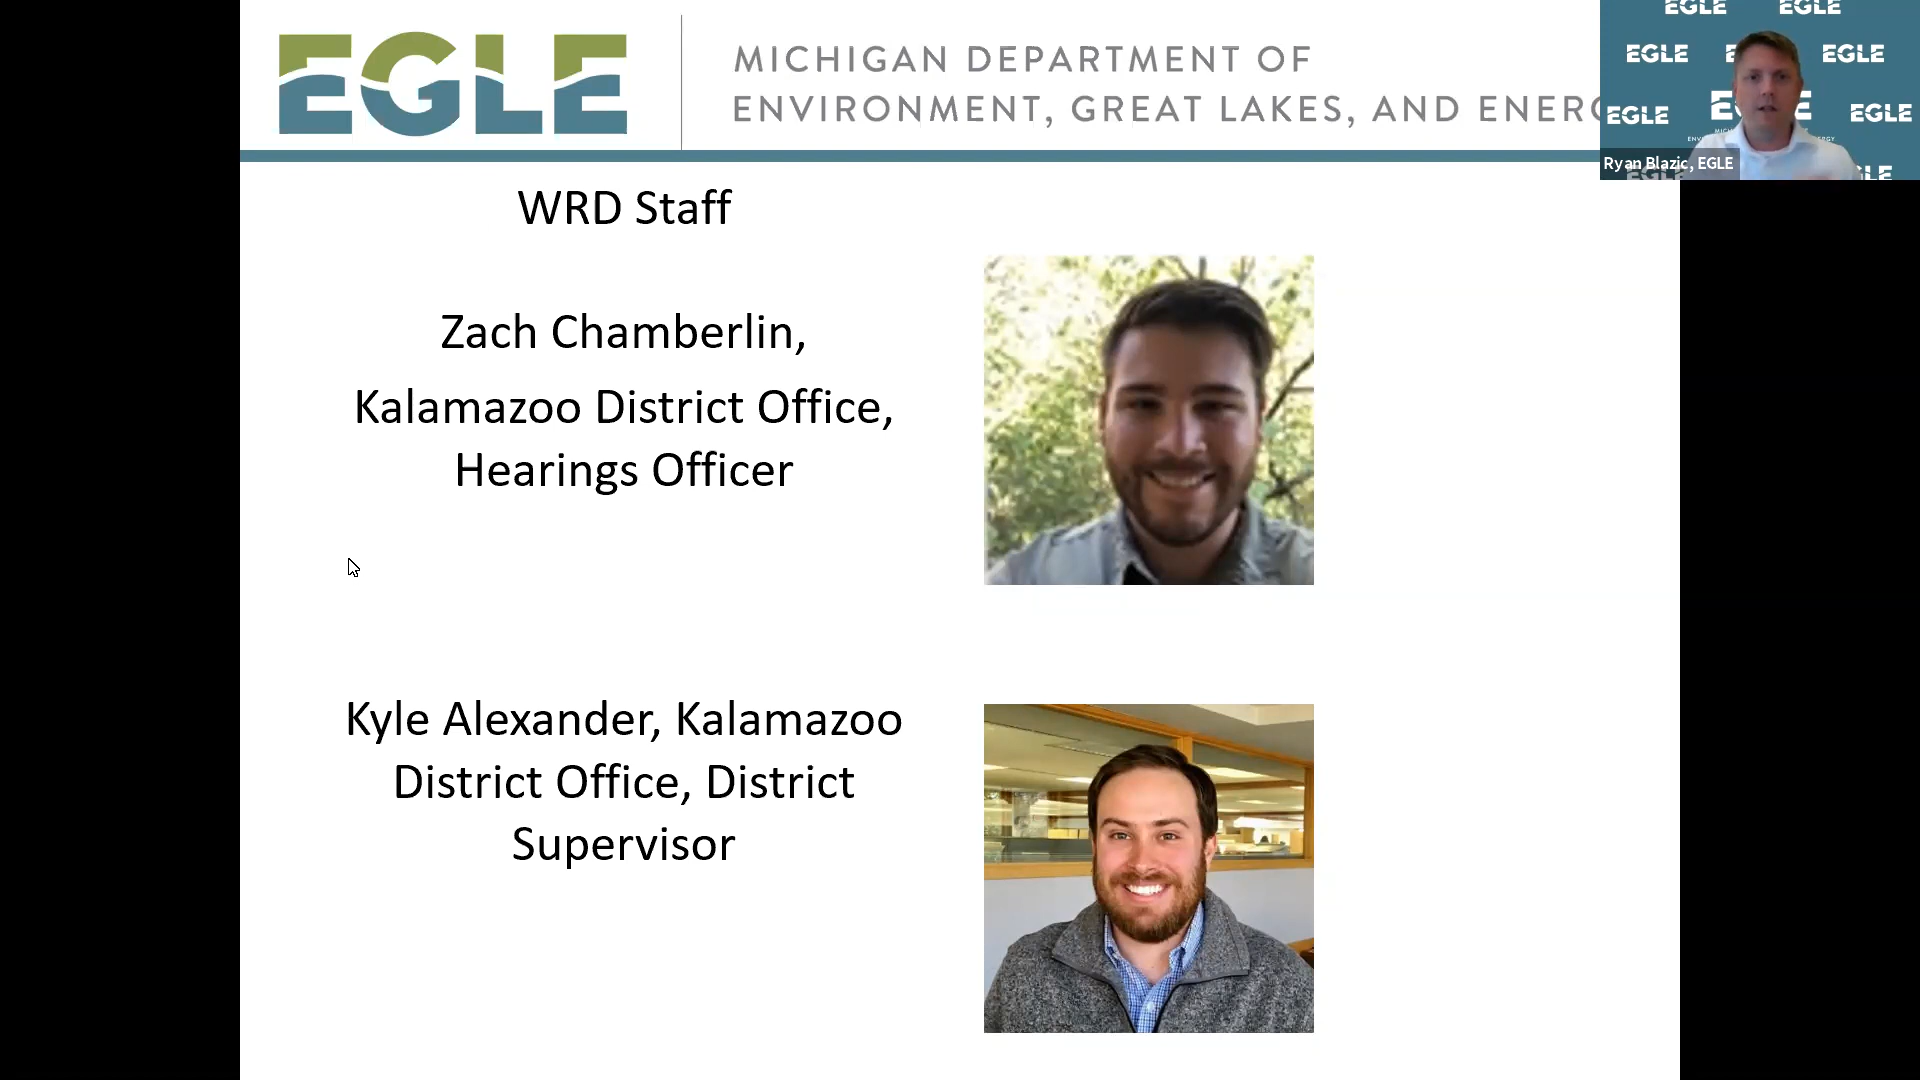 EGLE
MICHIGAN DEPARTMENT OF
ENVIRONMENT, GREAT LAKES, AND
WRD Staff
Zach Chamberlin,
Kalamazoo District Office,
Hearings Officer
Kyle Alexander, Kalamazoo
District Office, District
Supervisor
EGLE EGLE
EGLE EGLE
EGLE EGLE
Ryan Blazic, EGLE